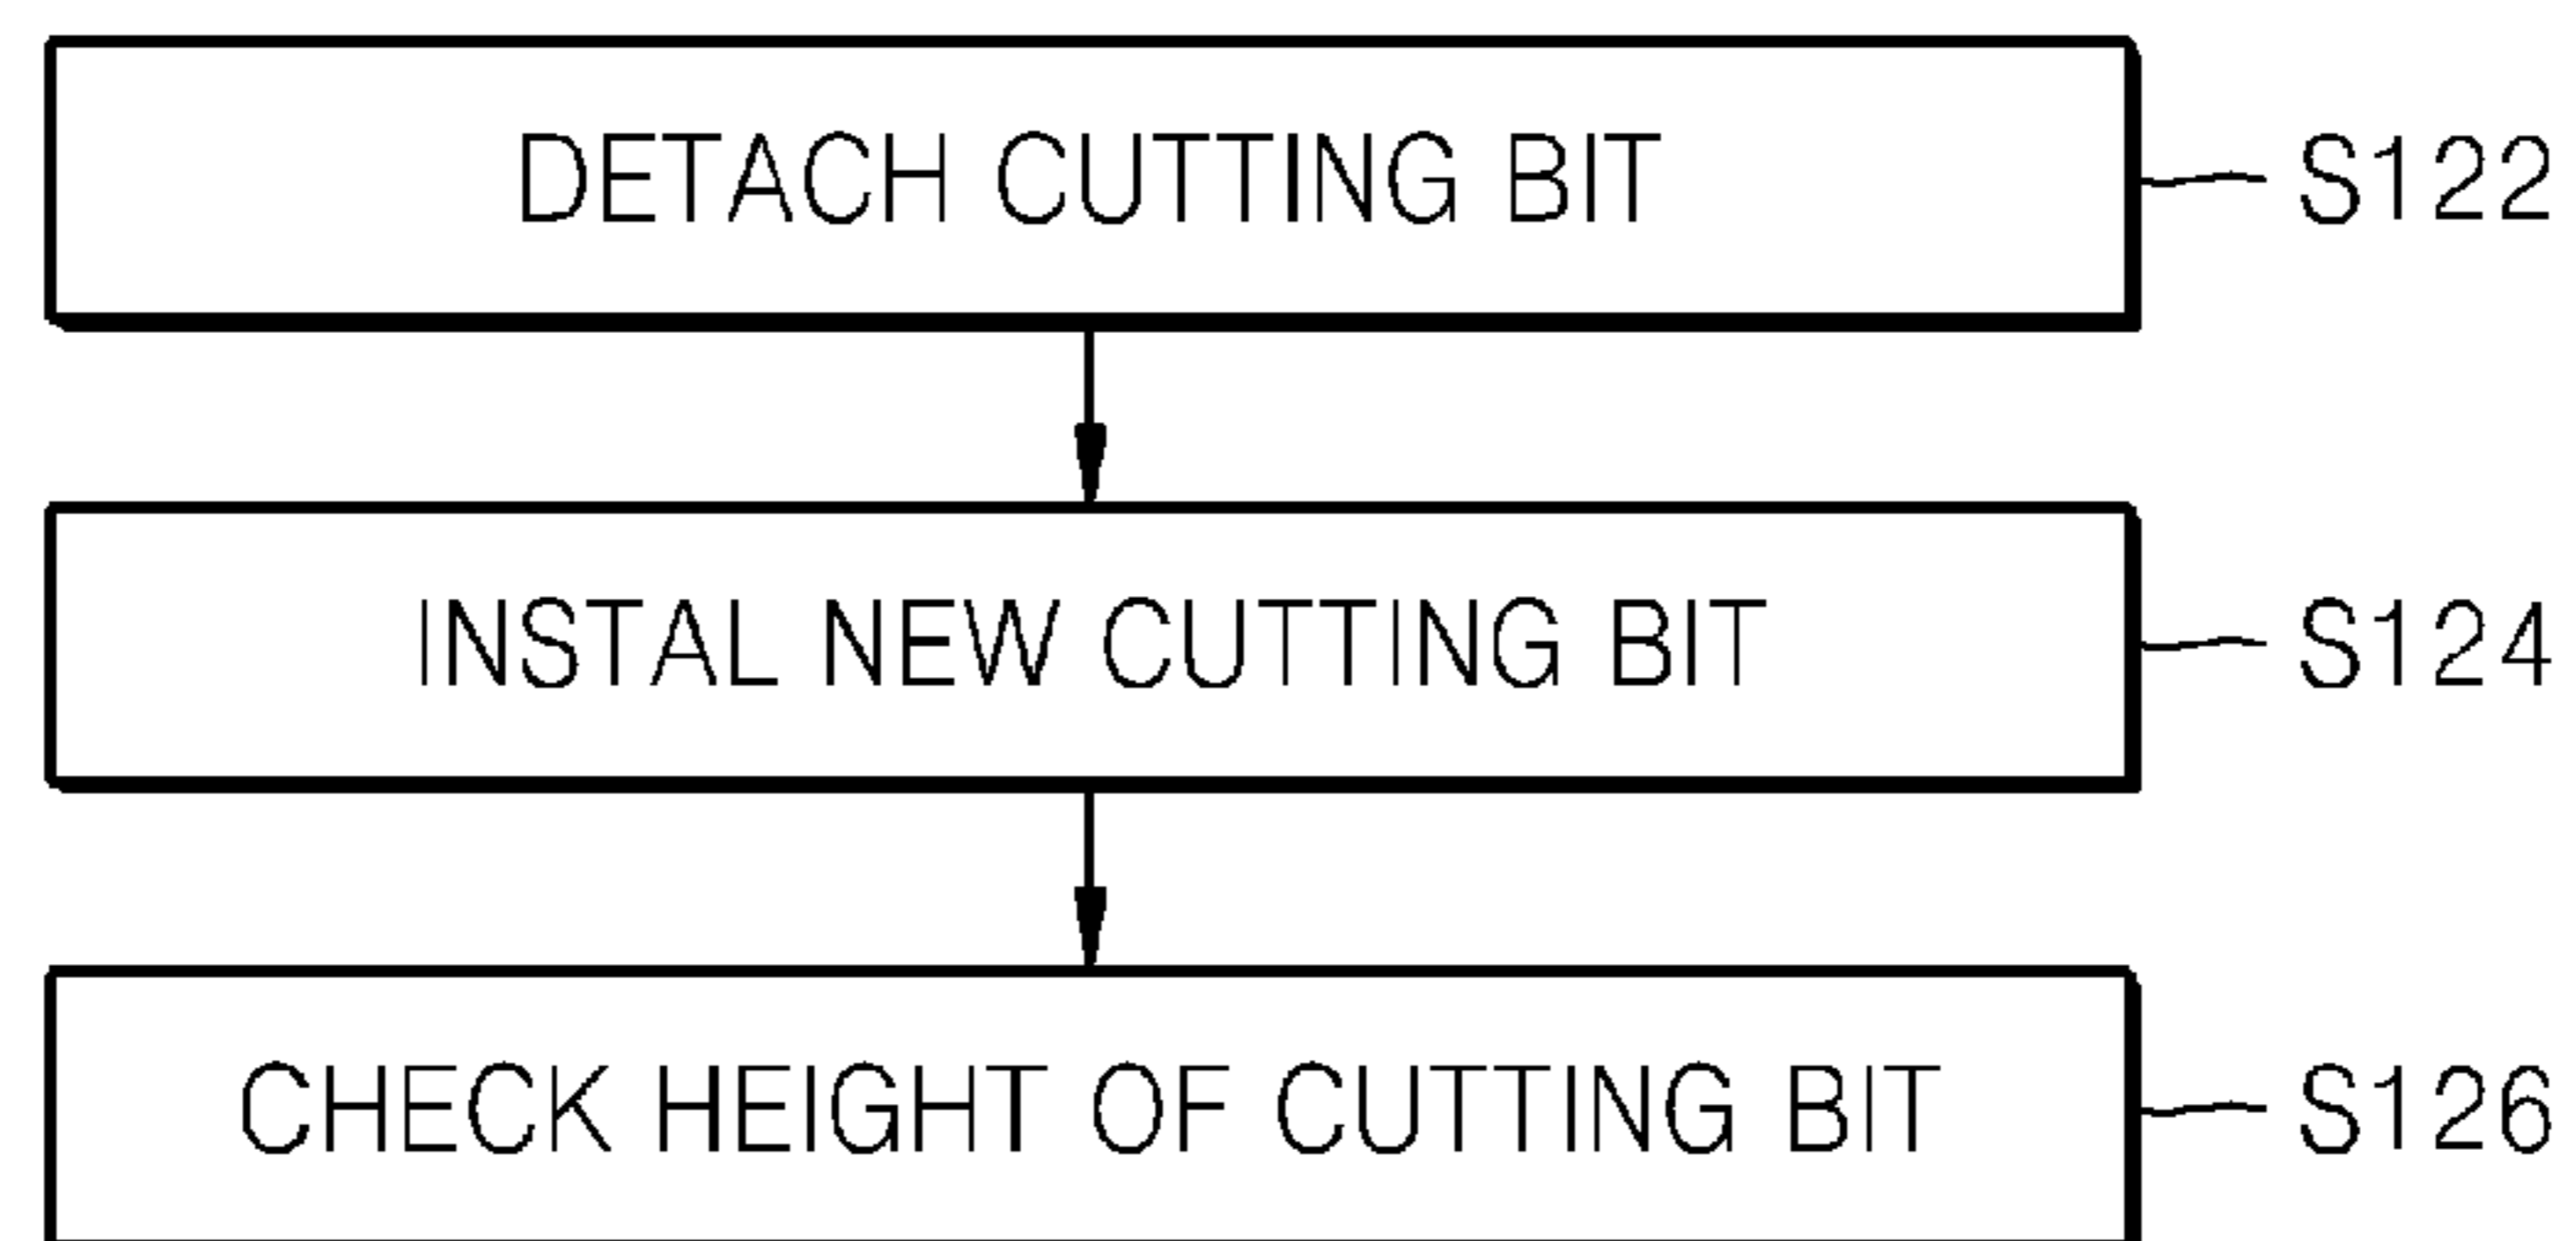 DETACH CUTTING BIT S122
INSTAL NEW CUTTING BIT S124
CHECK HEIGHT OF CUTTING BIT S126